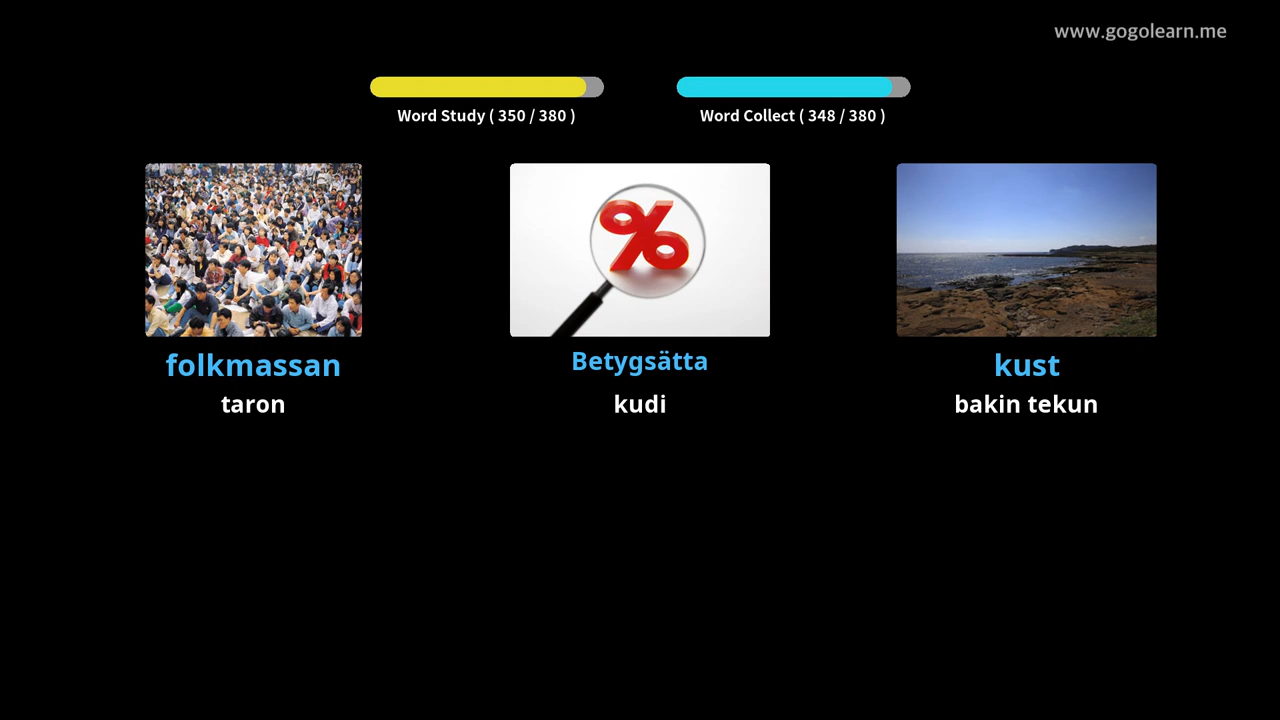 www.gogolearn.me
Word Study ( 350 / 380 )
Word Collect ( 348 / 380 )
%
folkmassan
Betygsätta
kust
taron
kudi
bakin tekun